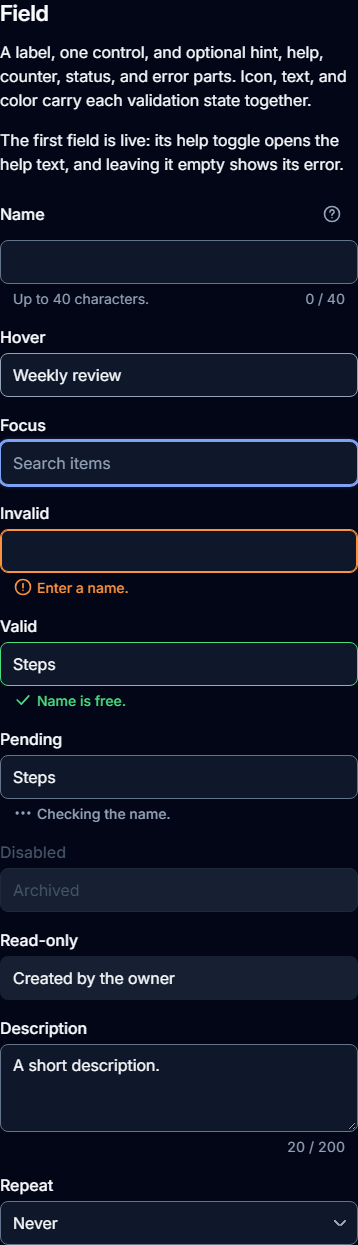 Field
A label, one control, and optional hint, help,
counter, status, and error parts. Icon, text, and
color carry each validation state together.
The first field is live: its help toggle opens the
help text, and leaving it empty shows its error.
Name
Up to 40 characters. 0 / 40
Hover
Weekly review
Focus
Search items
Invalid
Enter a name.
Valid
Steps
Name is free.
Pending
Steps
Checking the name.
Disabled
Archived
Read-only
Created by the owner
Description
A short description.
20 / 200
Repeat
Never